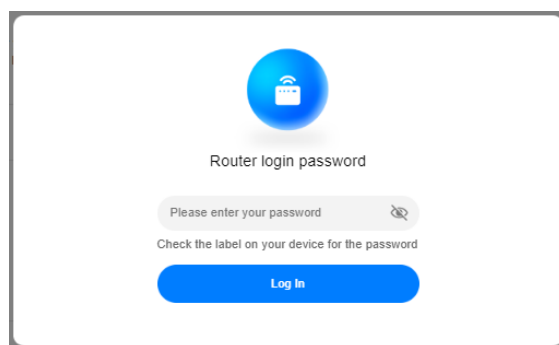 Router login password
Please enter your password
Check the label on your device for the password
Log In